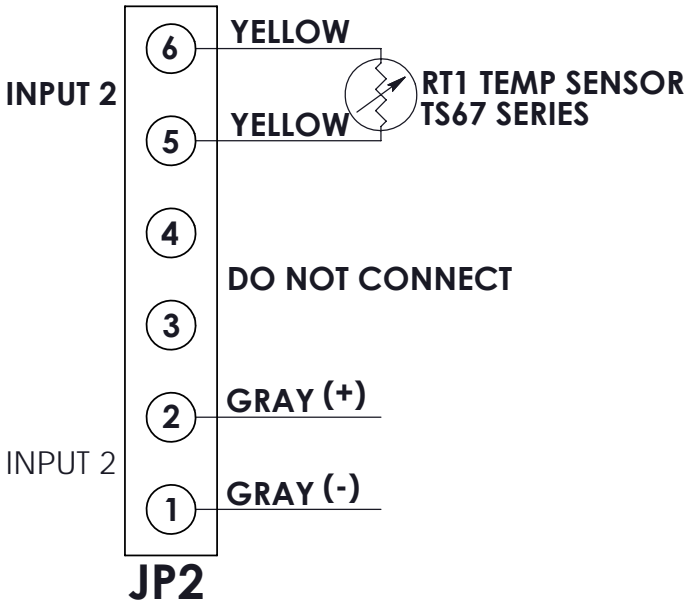 6
YELLOW
INPUT 2
RT1 TEMP SENSOR
TS67 SERIES
YELLOW
5
4
DO NOT CONNECT
3
GRAY (+)
2
INPUT 2
GRAY (-)
1
JP2